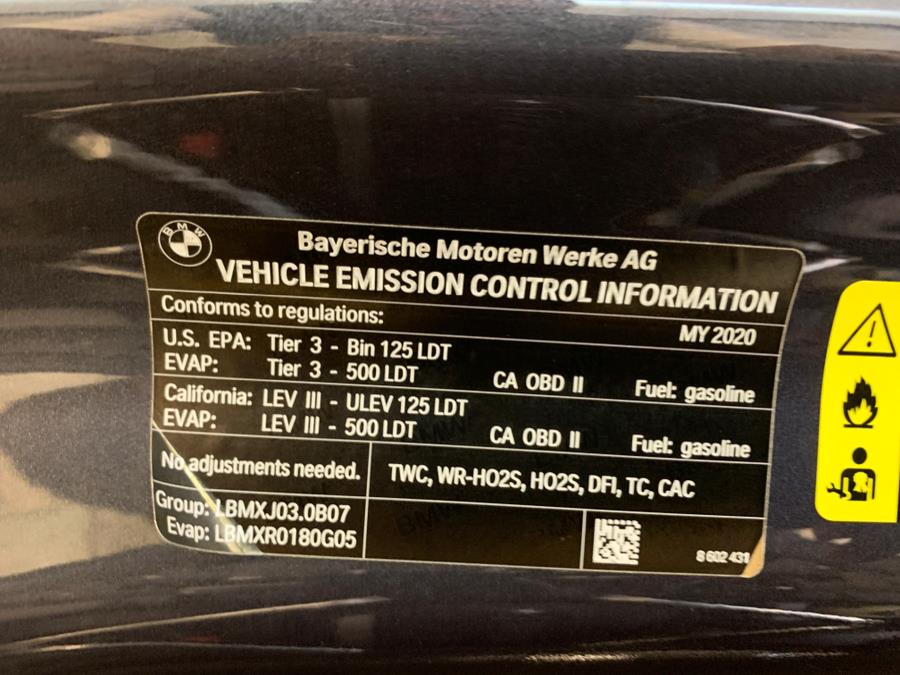 BMW
Bayerische Motoren Werke AG
VEHICLE EMISSION CONTROL INFORMATION
Conforms to regulations: MY 2020
U.S. EPA: Tier 3 - Bin 125 LDT
EVAP: Tier 3 - 500 LDT CA OBD II Fuel: gasoline
California: LEV III - ULEV 125 LDT
EVAP: LEV III - 500 LDT CA OBD II Fuel: gasoline
No adjustments needed. TWC, WR-HO2S, HO2S, DFI, TC, CAC
Group: LBMXJ03.0B07
Evap: LBMXR0180G05
8 602 431